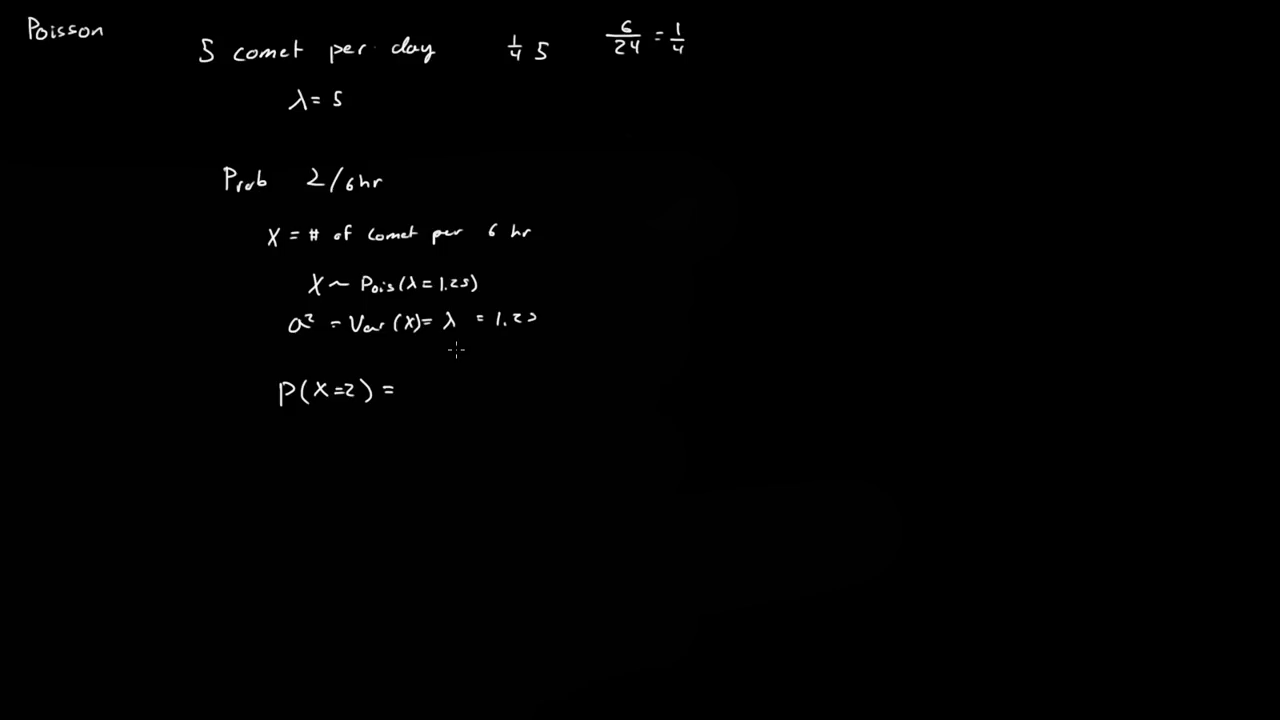 Poisson
5 comet per day 1/4 5 6/24 = 1/4
λ = 5
Prob 2/6hr
X = # of comet per 6 hr
X ~ Pois(λ = 1.25)
σ² = Var (X) = λ = 1.25
P(X=2) =